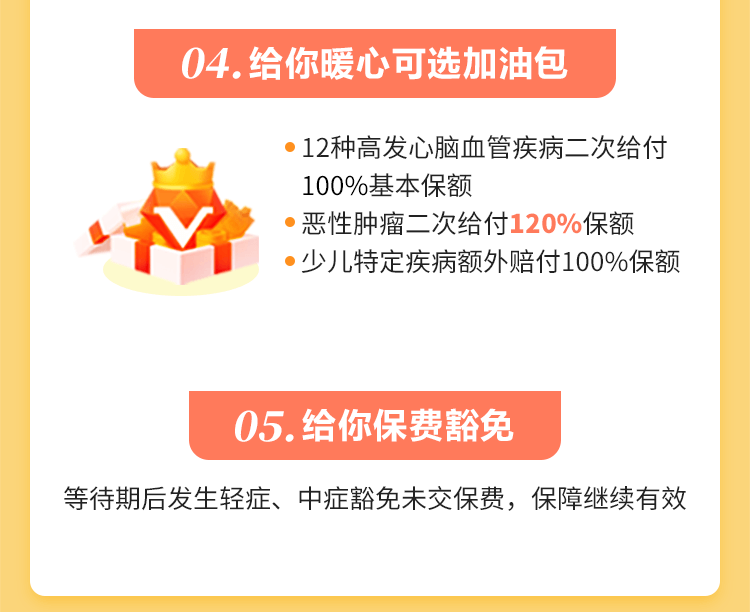 04.给你暖心可选加油包
12种高发心脑血管疾病二次给付
100%基本保额
恶性肿瘤二次给付120%保额
少儿特定疾病额外赔付100%保额
05.给你保费豁免
等待期后发生轻症、中症豁免未交保费，保障继续有效